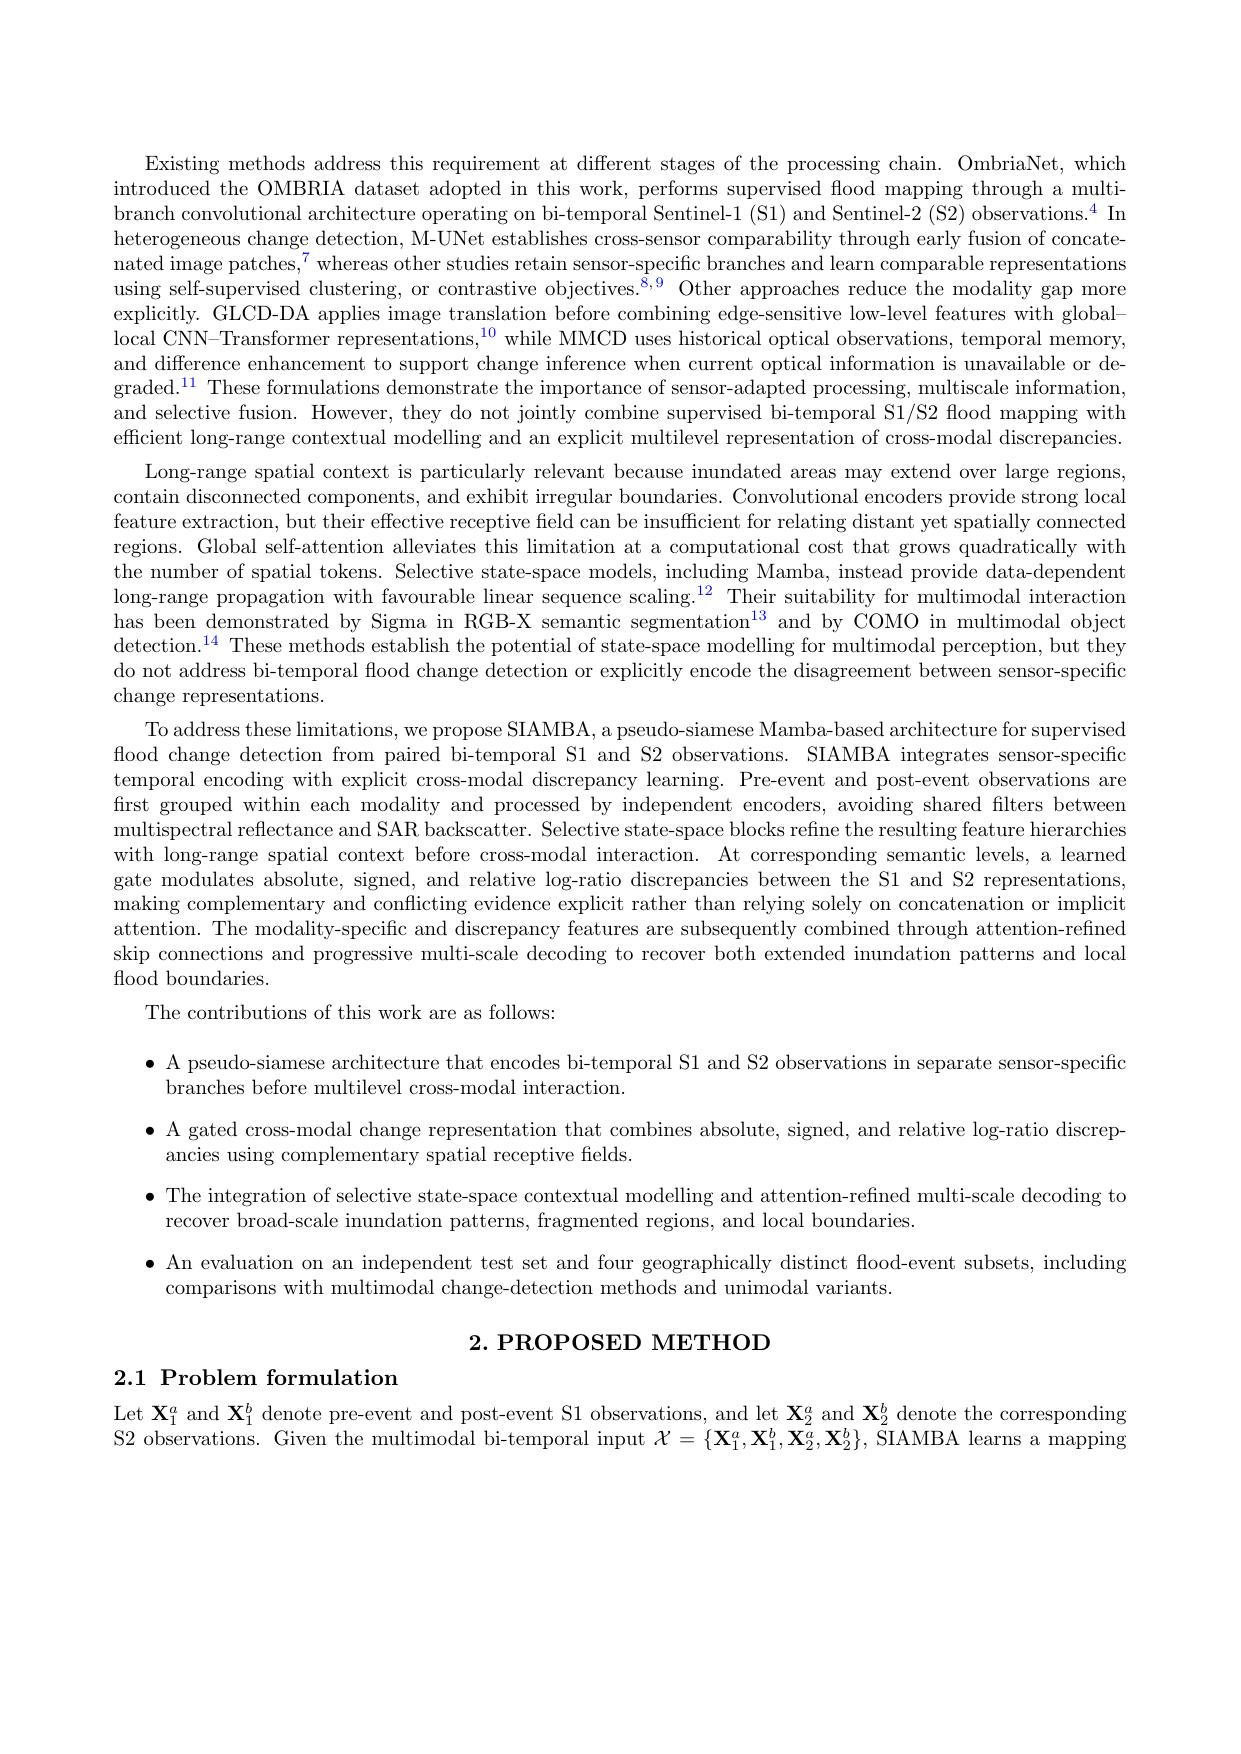 Existing methods address this requirement at different stages of the processing chain. OmbriaNet, which
introduced the OMBRIA dataset adopted in this work, performs supervised flood mapping through a multi-
branch convolutional architecture operating on bi-temporal Sentinel-1 (S1) and Sentinel-2 (S2) observations.4 In
heterogeneous change detection, M-UNet establishes cross-sensor comparability through early fusion of concate-
nated image patches,7 whereas other studies retain sensor-specific branches and learn comparable representations
using self-supervised clustering, or contrastive objectives.8,9 Other approaches reduce the modality gap more
explicitly. GLCD-DA applies image translation before combining edge-sensitive low-level features with global–
local CNN–Transformer representations,10 while MMCD uses historical optical observations, temporal memory,
and difference enhancement to support change inference when current optical information is unavailable or de-
graded.11 These formulations demonstrate the importance of sensor-adapted processing, multiscale information,
and selective fusion. However, they do not jointly combine supervised bi-temporal S1/S2 flood mapping with
efficient long-range contextual modelling and an explicit multilevel representation of cross-modal discrepancies.
Long-range spatial context is particularly relevant because inundated areas may extend over large regions,
contain disconnected components, and exhibit irregular boundaries. Convolutional encoders provide strong local
feature extraction, but their effective receptive field can be insufficient for relating distant yet spatially connected
regions. Global self-attention alleviates this limitation at a computational cost that grows quadratically with
the number of spatial tokens. Selective state-space models, including Mamba, instead provide data-dependent
long-range propagation with favourable linear sequence scaling.12 Their suitability for multimodal interaction
has been demonstrated by Sigma in RGB-X semantic segmentation13 and by COMO in multimodal object
detection.14 These methods establish the potential of state-space modelling for multimodal perception, but they
do not address bi-temporal flood change detection or explicitly encode the disagreement between sensor-specific
change representations.
To address these limitations, we propose SIAMBA, a pseudo-siamese Mamba-based architecture for supervised
flood change detection from paired bi-temporal S1 and S2 observations. SIAMBA integrates sensor-specific
temporal encoding with explicit cross-modal discrepancy learning. Pre-event and post-event observations are
first grouped within each modality and processed by independent encoders, avoiding shared filters between
multispectral reflectance and SAR backscatter. Selective state-space blocks refine the resulting feature hierarchies
with long-range spatial context before cross-modal interaction. At corresponding semantic levels, a learned
gate modulates absolute, signed, and relative log-ratio discrepancies between the S1 and S2 representations,
making complementary and conflicting evidence explicit rather than relying solely on concatenation or implicit
attention. The modality-specific and discrepancy features are subsequently combined through attention-refined
skip connections and progressive multi-scale decoding to recover both extended inundation patterns and local
flood boundaries.
The contributions of this work are as follows:
• A pseudo-siamese architecture that encodes bi-temporal S1 and S2 observations in separate sensor-specific
branches before multilevel cross-modal interaction.
• A gated cross-modal change representation that combines absolute, signed, and relative log-ratio discrep-
ancies using complementary spatial receptive fields.
• The integration of selective state-space contextual modelling and attention-refined multi-scale decoding to
recover broad-scale inundation patterns, fragmented regions, and local boundaries.
• An evaluation on an independent test set and four geographically distinct flood-event subsets, including
comparisons with multimodal change-detection methods and unimodal variants.
2. PROPOSED METHOD
2.1 Problem formulation
Let X_1^a and X_1^b denote pre-event and post-event S1 observations, and let X_2^a and X_2^b denote the corresponding
S2 observations. Given the multimodal bi-temporal input 𝒳 = {X_1^a, X_1^b, X_2^a, X_2^b}, SIAMBA learns a mapping